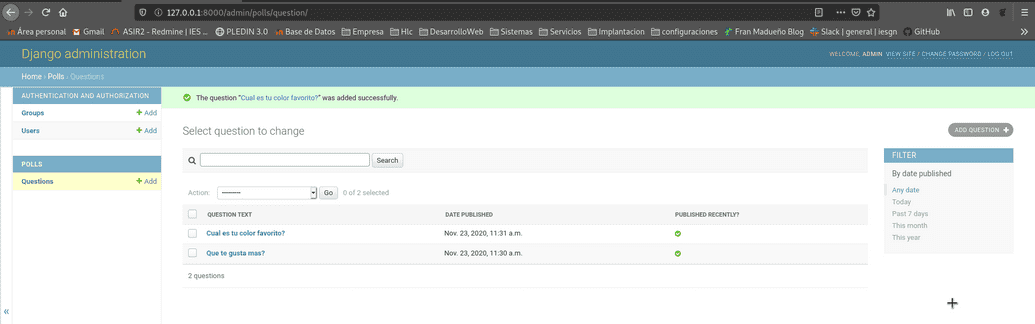 127.0.0.1:8000/admin/polls/question/
Área personal Gmail ASIR2 - Redmine | IES ... PLEDIN 3.0 Base de Datos Empresa Hlc DesarrolloWeb Sistemas Servicios Implantacion configuraciones Fran Madueño Blog Slack | general | iesgn GitHub
Django administration
WELCOME, ADMIN VIEW SITE / CHANGE PASSWORD / LOG OUT
Home › Polls › Questions
AUTHENTICATION AND AUTHORIZATION
Groups + Add
Users + Add
POLLS
Questions + Add
The question “Cual es tu color favorito?” was added successfully.
Select question to change
ADD QUESTION +
Search
Action: --------- Go 0 of 2 selected
QUESTION TEXT DATE PUBLISHED PUBLISHED RECENTLY?
Cual es tu color favorito? Nov. 23, 2020, 11:31 a.m.
Que te gusta mas? Nov. 23, 2020, 11:30 a.m.
2 questions
FILTER
By date published
Any date
Today
Past 7 days
This month
This year